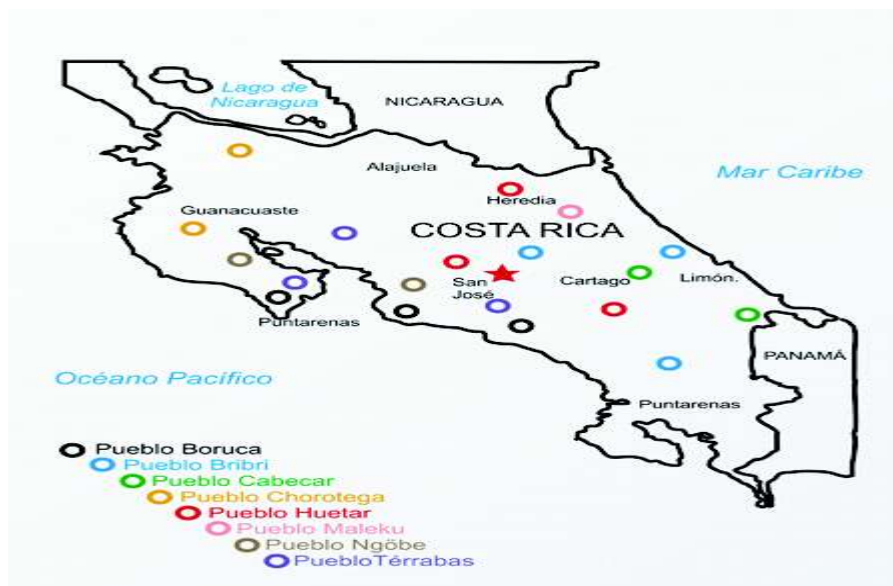 Lago de
Nicaragua
NICARAGUA
Alajuela
Mar Caribe
Heredia
Guanacuaste
COSTA RICA
San
José
Cartago
Limón.
Puntarenas
PANAMÁ
Océano Pacífico
Puntarenas
Pueblo Boruca
Pueblo Bribri
Pueblo Cabecar
Pueblo Chorotega
Pueblo Huetar
Pueblo Maleku
Pueblo Ngöbe
PuebloTérrabas